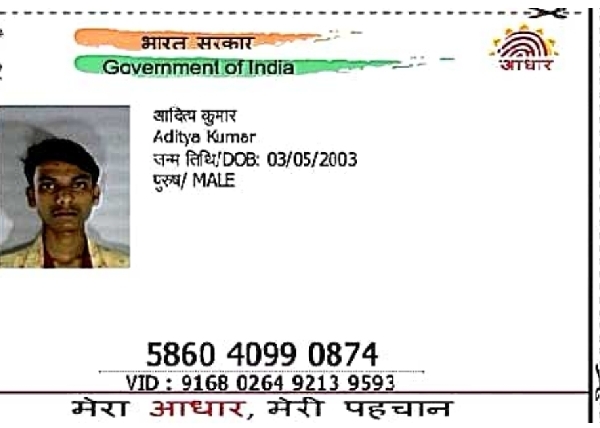 भारत सरकार
Government of India
आधार
आदित्य कुमार
Aditya Kumar
जन्म तिथि/DOB: 03/05/2003
पुरुष/ MALE
5860 4099 0874
VID : 9168 0264 9213 9593
मेरा आधार, मेरी पहचान